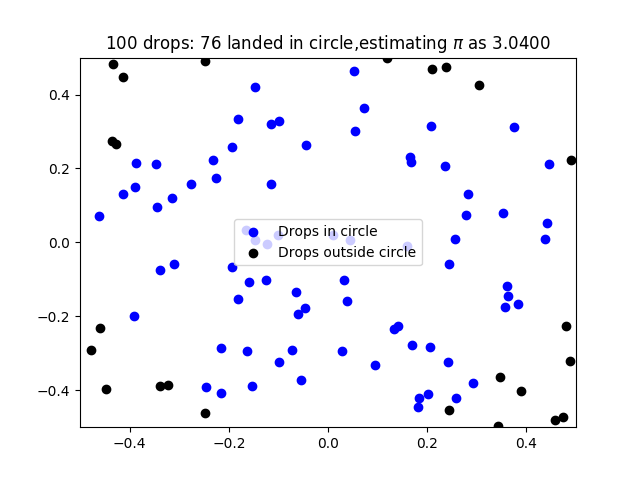 100 drops: 76 landed in circle,estimating π as 3.0400
0.4
0.2
0.0
−0.2
−0.4
Drops in circle
Drops outside circle
−0.4 −0.2 0.0 0.2 0.4